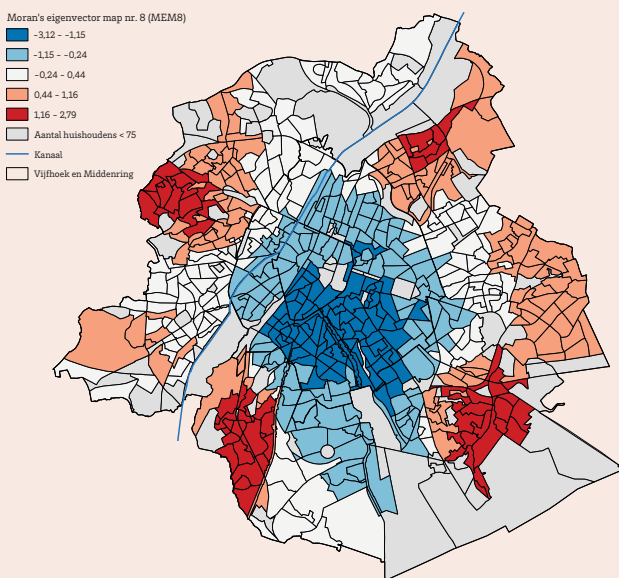 Moran's eigenvector map nr. 8 (MEM8)
-3,12 - -1,15
-1,15 - -0,24
-0,24 - 0,44
0,44 - 1,16
1,16 - 2,79
Aantal huishoudens < 75
Kanaal
Vijfhoek en Middenring